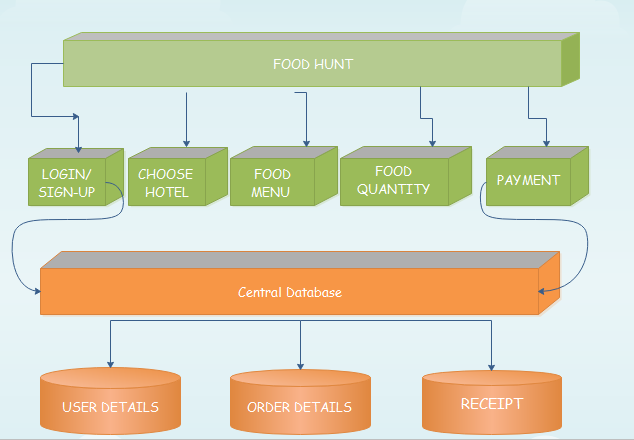 FOOD HUNT
LOGIN/
SIGN-UP
CHOOSE
HOTEL
FOOD
MENU
FOOD
QUANTITY
PAYMENT
Central Database
USER DETAILS
ORDER DETAILS
RECEIPT